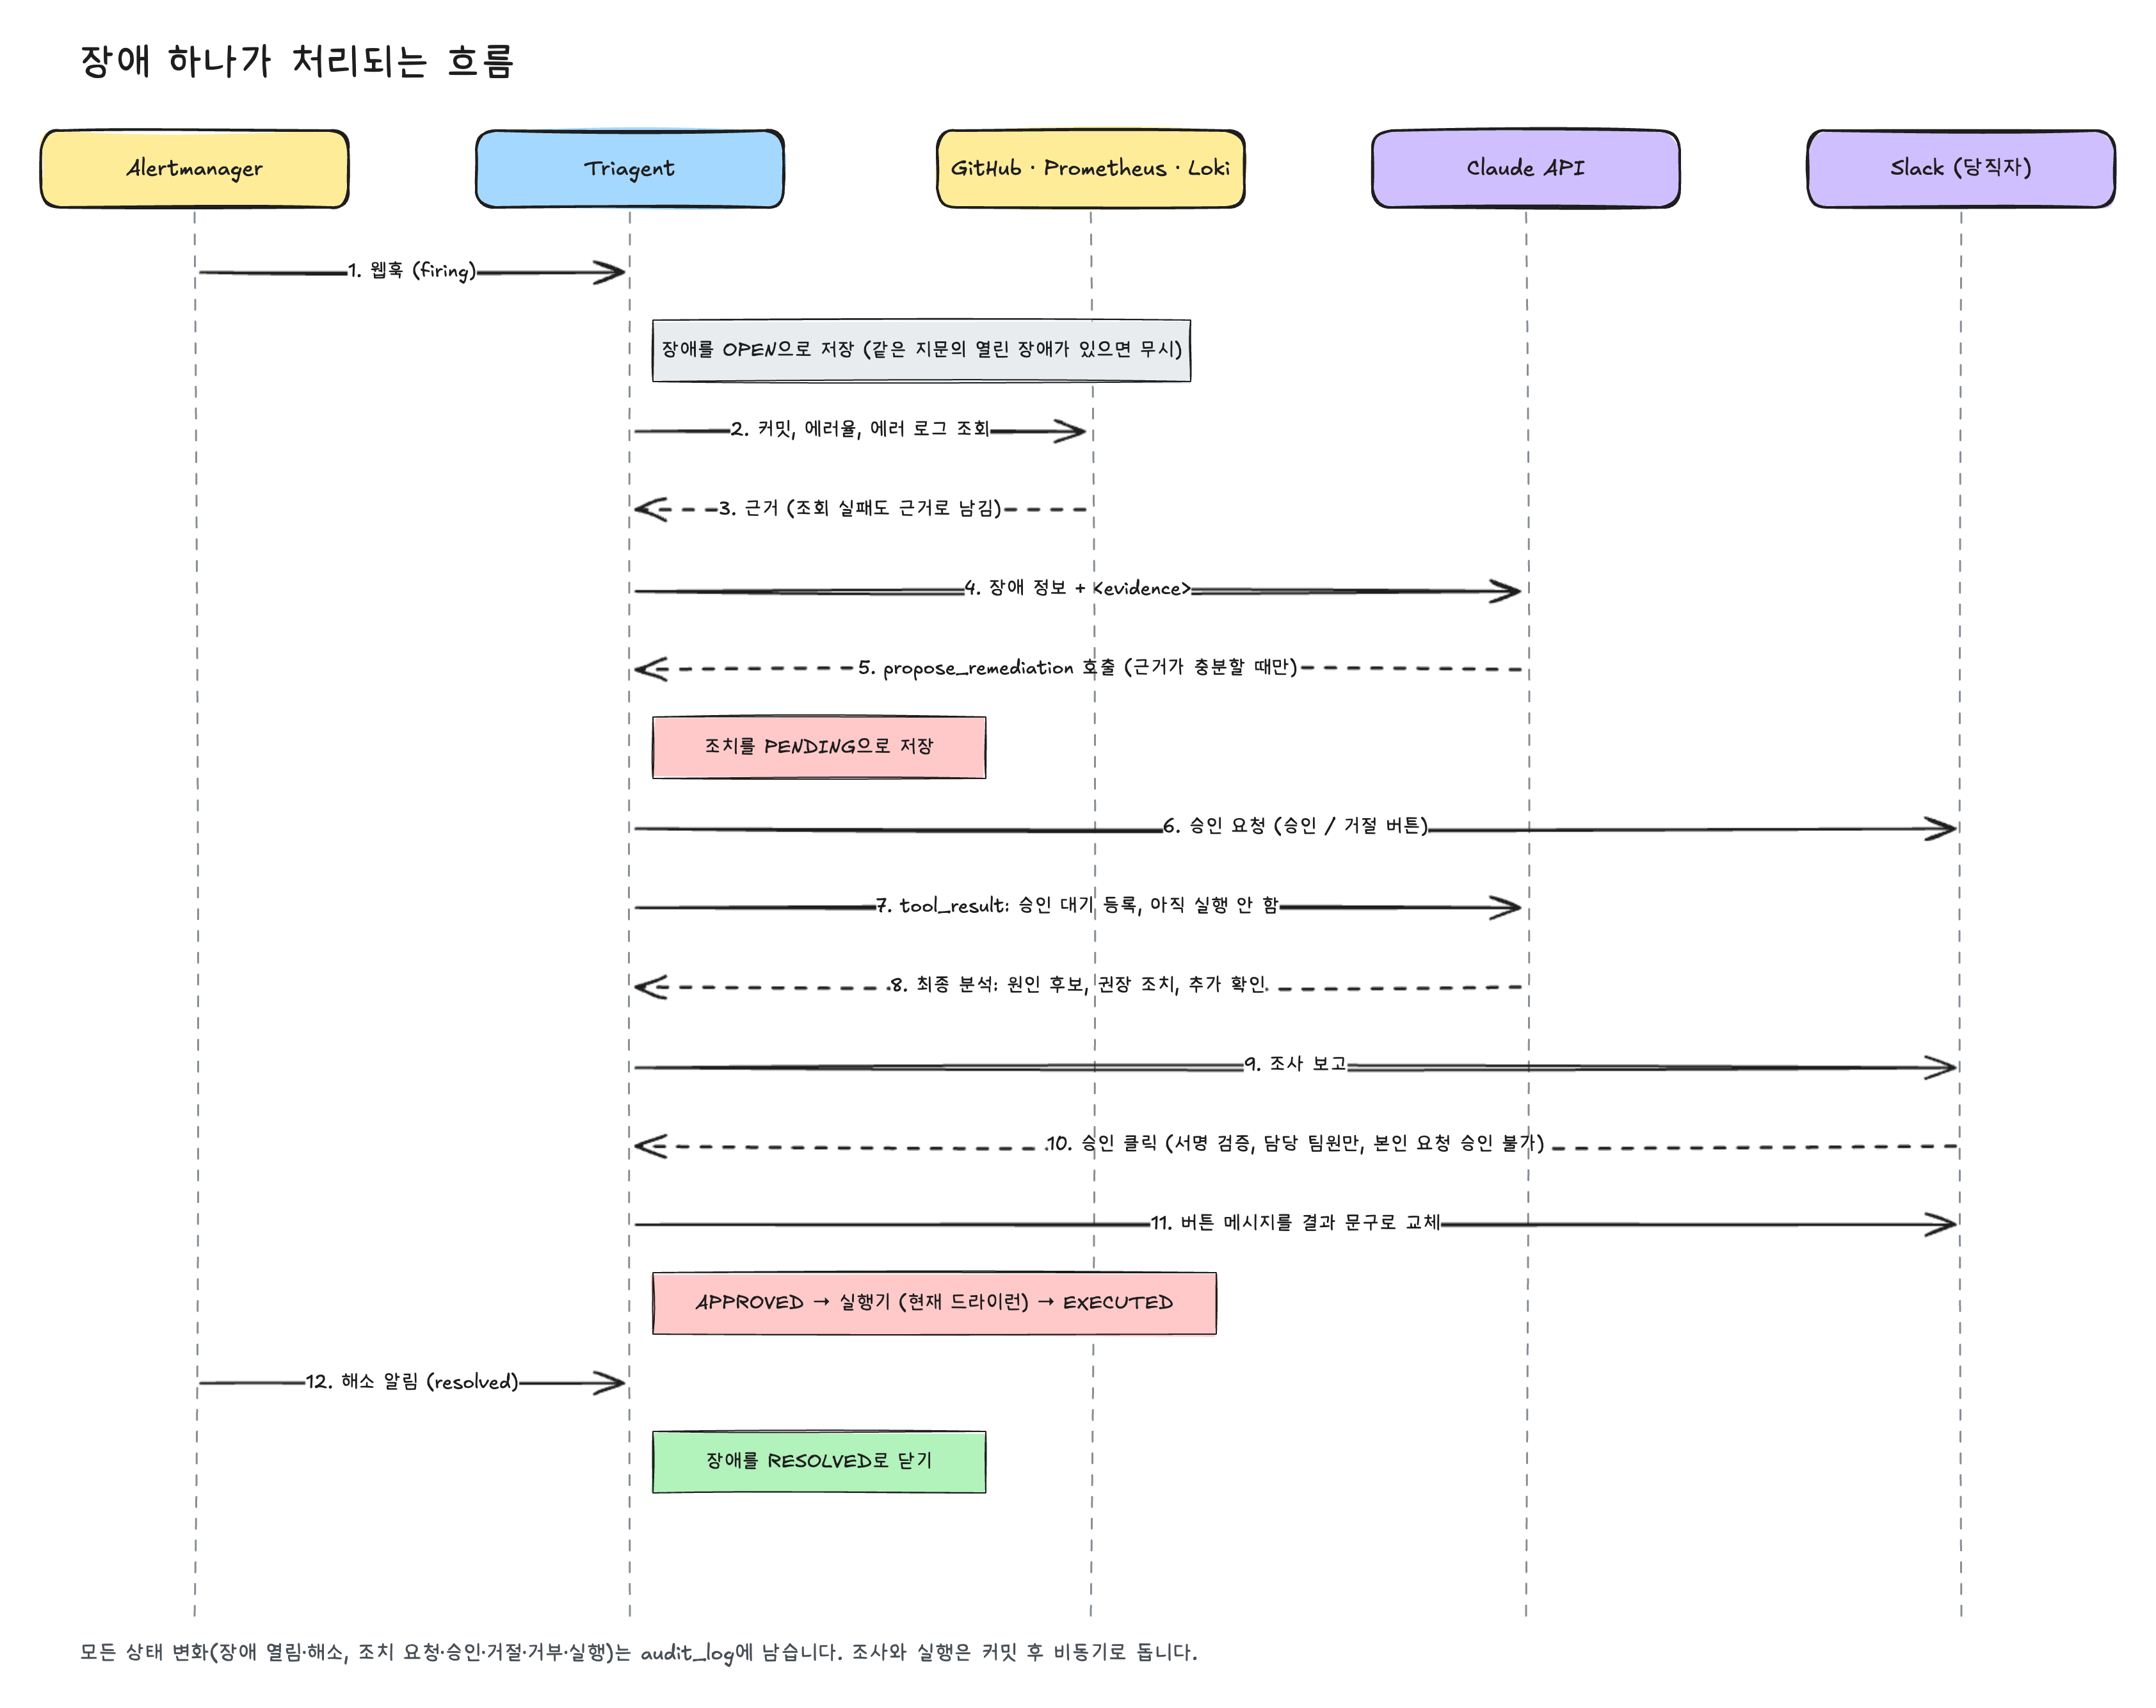 장애 하나가 처리되는 흐름
Alertmanager
Triagent
GitHub · Prometheus · Loki
Claude API
Slack (당직자)
1. 웹훅 (firing)
장애를 OPEN으로 저장 (같은 지문의 열린 장애가 있으면 무시)
2. 커밋, 에러율, 에러 로그 조회
3. 근거 (조회 실패도 근거로 남김)
4. 장애 정보 + <evidence>
5. propose_remediation 호출 (근거가 충분할 때만)
조치를 PENDING으로 저장
6. 승인 요청 (승인 / 거절 버튼)
7. tool_result: 승인 대기 등록, 아직 실행 안 함
8. 최종 분석: 원인 후보, 권장 조치, 추가 확인
9. 조사 보고
10. 승인 클릭 (서명 검증, 담당 팀원만, 본인 요청 승인 불가)
11. 버튼 메시지를 결과 문구로 교체
APPROVED → 실행기 (현재 드라이런) → EXECUTED
12. 해소 알림 (resolved)
장애를 RESOLVED로 닫기
모든 상태 변화(장애 열림·해소, 조치 요청·승인·거절·거부·실행)는 audit_log에 남습니다. 조사와 실행은 커밋 후 비동기로 돕니다.